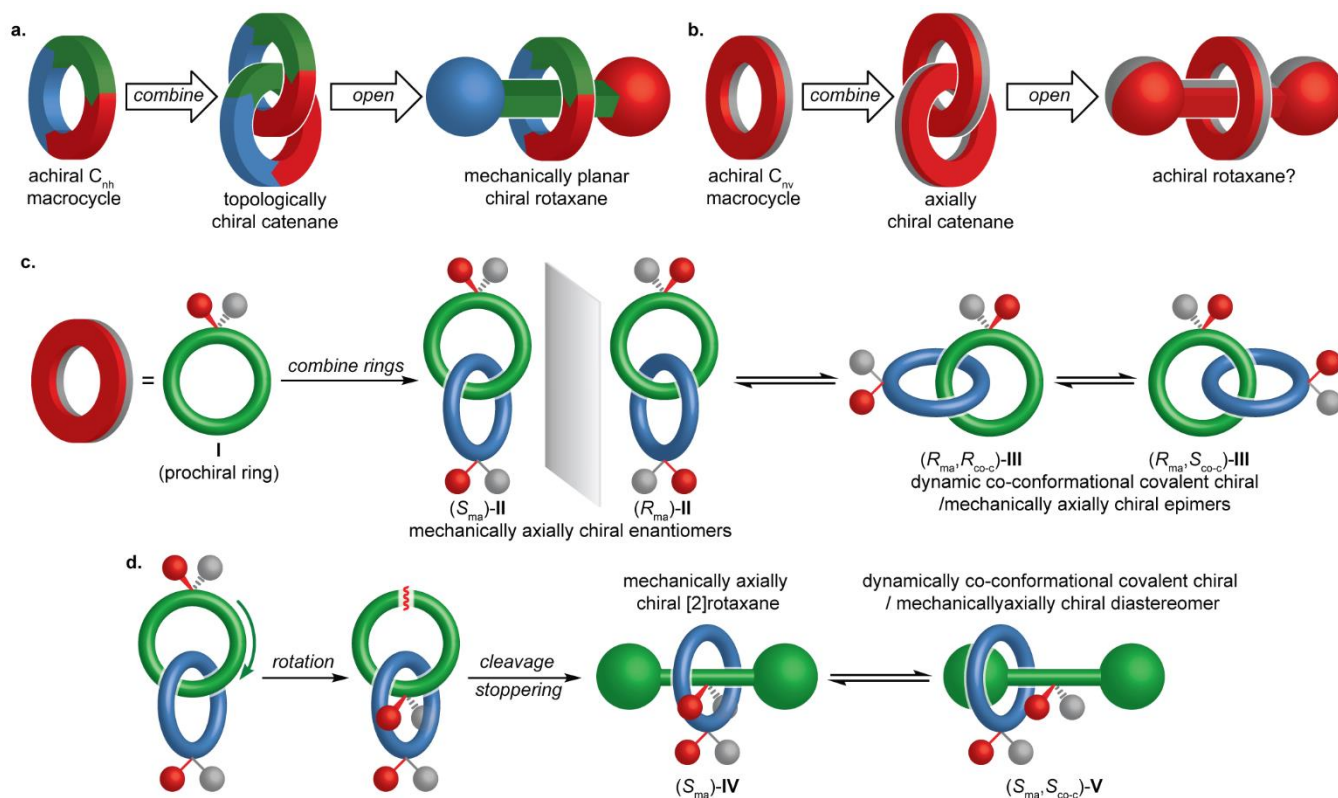 a.
combine
open
achiral Cnh
macrocycle
topologically
chiral catenane
mechanically planar
chiral rotaxane
b.
combine
open
achiral Cnv
macrocycle
axially
chiral catenane
achiral rotaxane?
c.
=
I
(prochiral ring)
combine rings
(Sma)-II
(Rma)-II
mechanically axially chiral enantiomers
(Rma,Rco-c)-III
(Rma,Sco-c)-III
dynamic co-conformational covalent chiral
/mechanically axially chiral epimers
d.
rotation
cleavage
stoppering
mechanically axially
chiral [2]rotaxane
(Sma)-IV
dynamically co-conformational covalent chiral
/ mechanicallyaxially chiral diastereomer
(Sma,Sco-c)-V